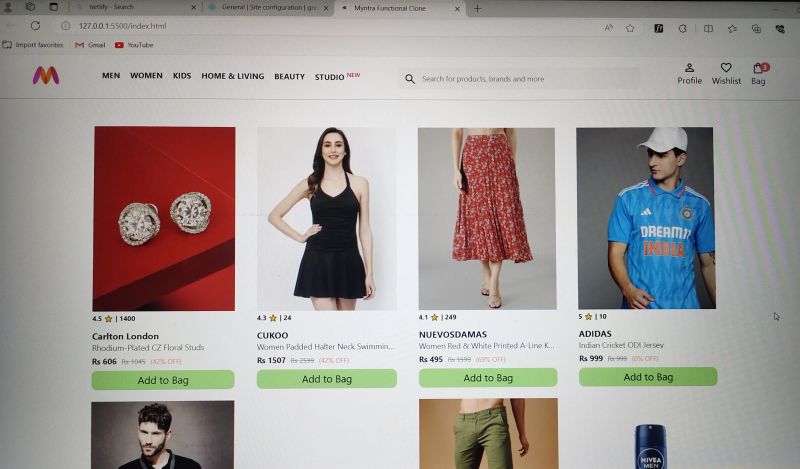 netlify - Search
General | Site configuration | gre
Myntra Functional Clone
127.0.0.1:5500/index.html
Import favorites Gmail YouTube
MEN WOMEN KIDS HOME & LIVING BEAUTY STUDIO NEW
Search for products, brands and more
Profile Wishlist Bag
3
DREAM11
INDIA
4.5 | 1400
Carlton London
Rhodium-Plated CZ Floral Studs
Rs 606 Rs 1045 (42% OFF)
Add to Bag
4.3 | 24
CUKOO
Women Padded Halter Neck Swimmin...
Rs 1507 Rs 2599 (42% OFF)
Add to Bag
4.1 | 249
NUEVOSDAMAS
Women Red & White Printed A-Line K...
Rs 495 Rs 1599 (69% OFF)
Add to Bag
5 | 10
ADIDAS
Indian Cricket ODI Jersey
Rs 999 Rs 999 (0% OFF)
Add to Bag
NIVEA
MEN